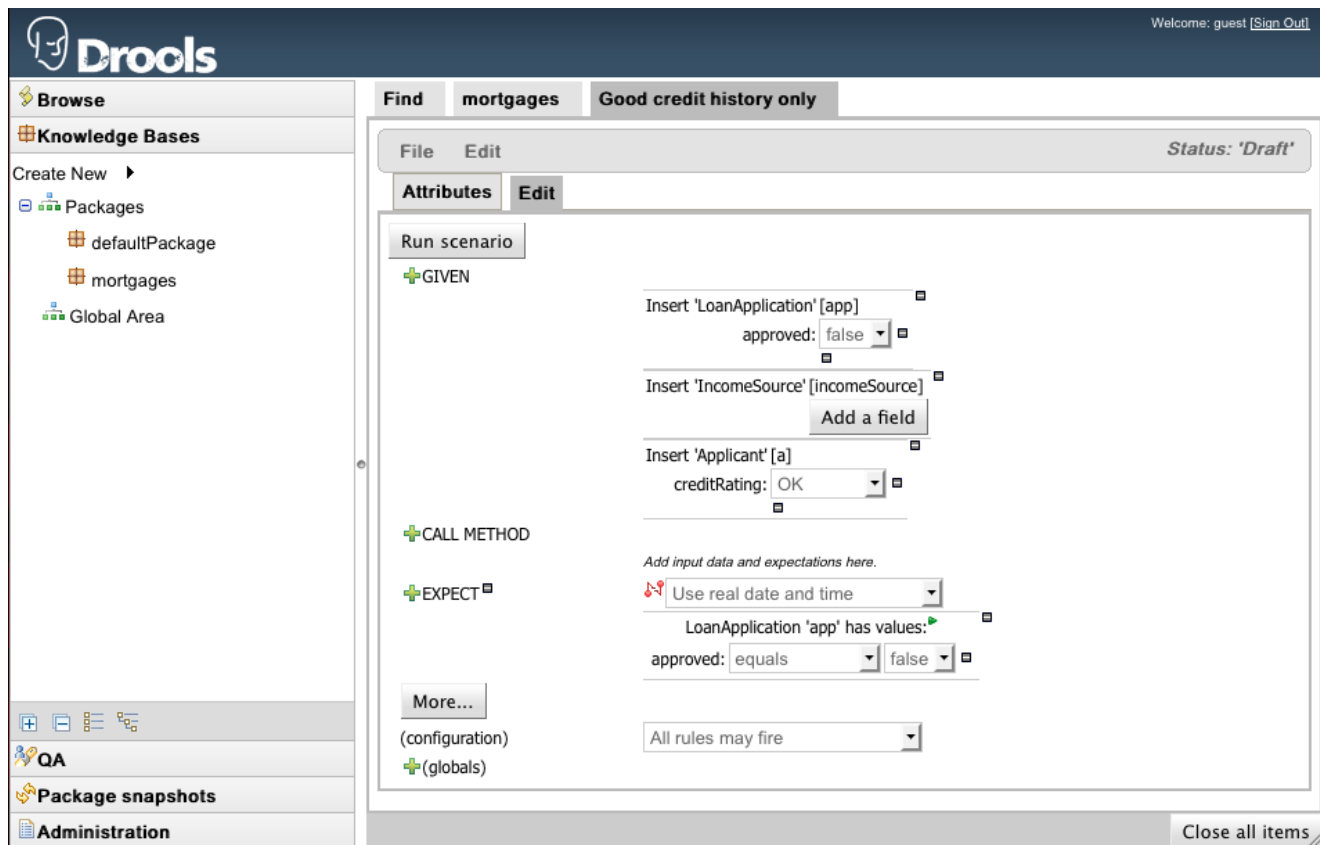 Welcome: guest [Sign Out]
Drools
Browse
Knowledge Bases
Create New
Packages
defaultPackage
mortgages
Global Area
QA
Package snapshots
Administration
Find mortgages Good credit history only
File Edit Status: 'Draft'
Attributes Edit
Run scenario
GIVEN
Insert 'LoanApplication' [app]
approved: false
Insert 'IncomeSource' [incomeSource]
Add a field
Insert 'Applicant' [a]
creditRating: OK
CALL METHOD
Add input data and expectations here.
EXPECT Use real date and time
LoanApplication 'app' has values:
approved: equals false
More...
(configuration) All rules may fire
(globals)
Close all items